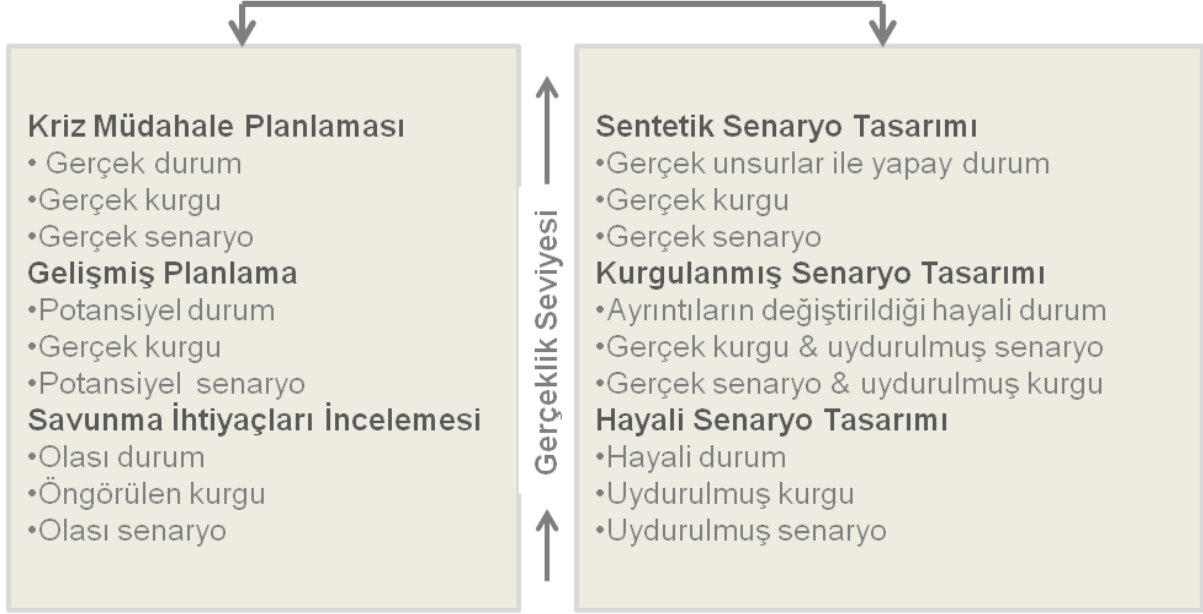 Kriz Müdahale Planlaması
• Gerçek durum
•Gerçek kurgu
•Gerçek senaryo
Gelişmiş Planlama
•Potansiyel durum
•Gerçek kurgu
•Potansiyel senaryo
Savunma İhtiyaçları İncelemesi
•Olası durum
•Öngörülen kurgu
•Olası senaryo
Gerçeklik Seviyesi
Sentetik Senaryo Tasarımı
•Gerçek unsurlar ile yapay durum
•Gerçek kurgu
•Gerçek senaryo
Kurgulanmış Senaryo Tasarımı
•Ayrıntıların değiştirildiği hayali durum
•Gerçek kurgu & uydurulmuş senaryo
•Gerçek senaryo & uydurulmuş kurgu
Hayali Senaryo Tasarımı
•Hayali durum
•Uydurulmuş kurgu
•Uydurulmuş senaryo